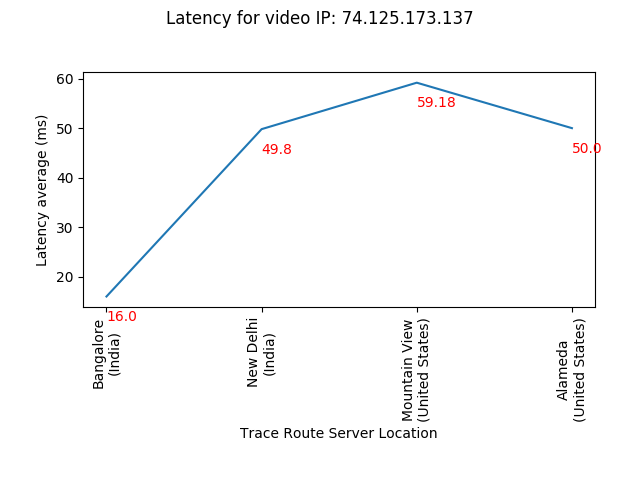 Latency for video IP: 74.125.173.137
Latency average (ms)
60
50
40
30
20
16.0
49.8
59.18
50.0
Bangalore
(India)
New Delhi
(India)
Mountain View
(United States)
Alameda
(United States)
Trace Route Server Location